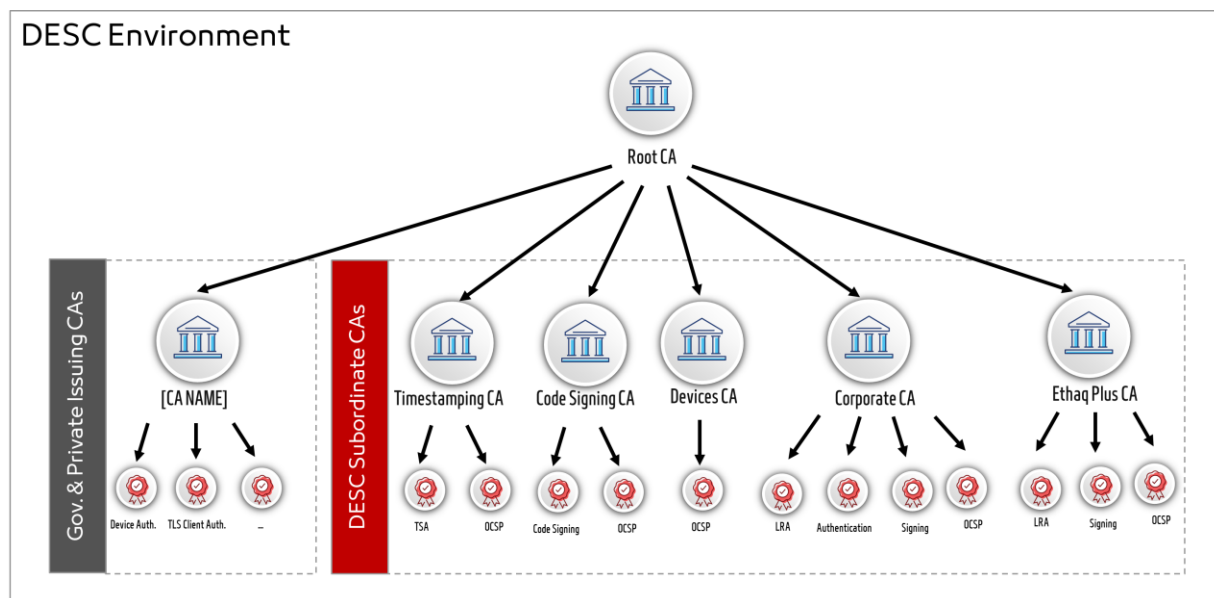 DESC Environment
Root CA
Gov. & Private Issuing CAs
[CA NAME]
Device Auth.
TLS Client Auth.
...
DESC Subordinate CAs
Timestamping CA
Code Signing CA
Devices CA
Corporate CA
Ethaq Plus CA
TSA
OCSP
Code Signing
OCSP
OCSP
LRA
Authentication
Signing
OCSP
LRA
Signing
OCSP